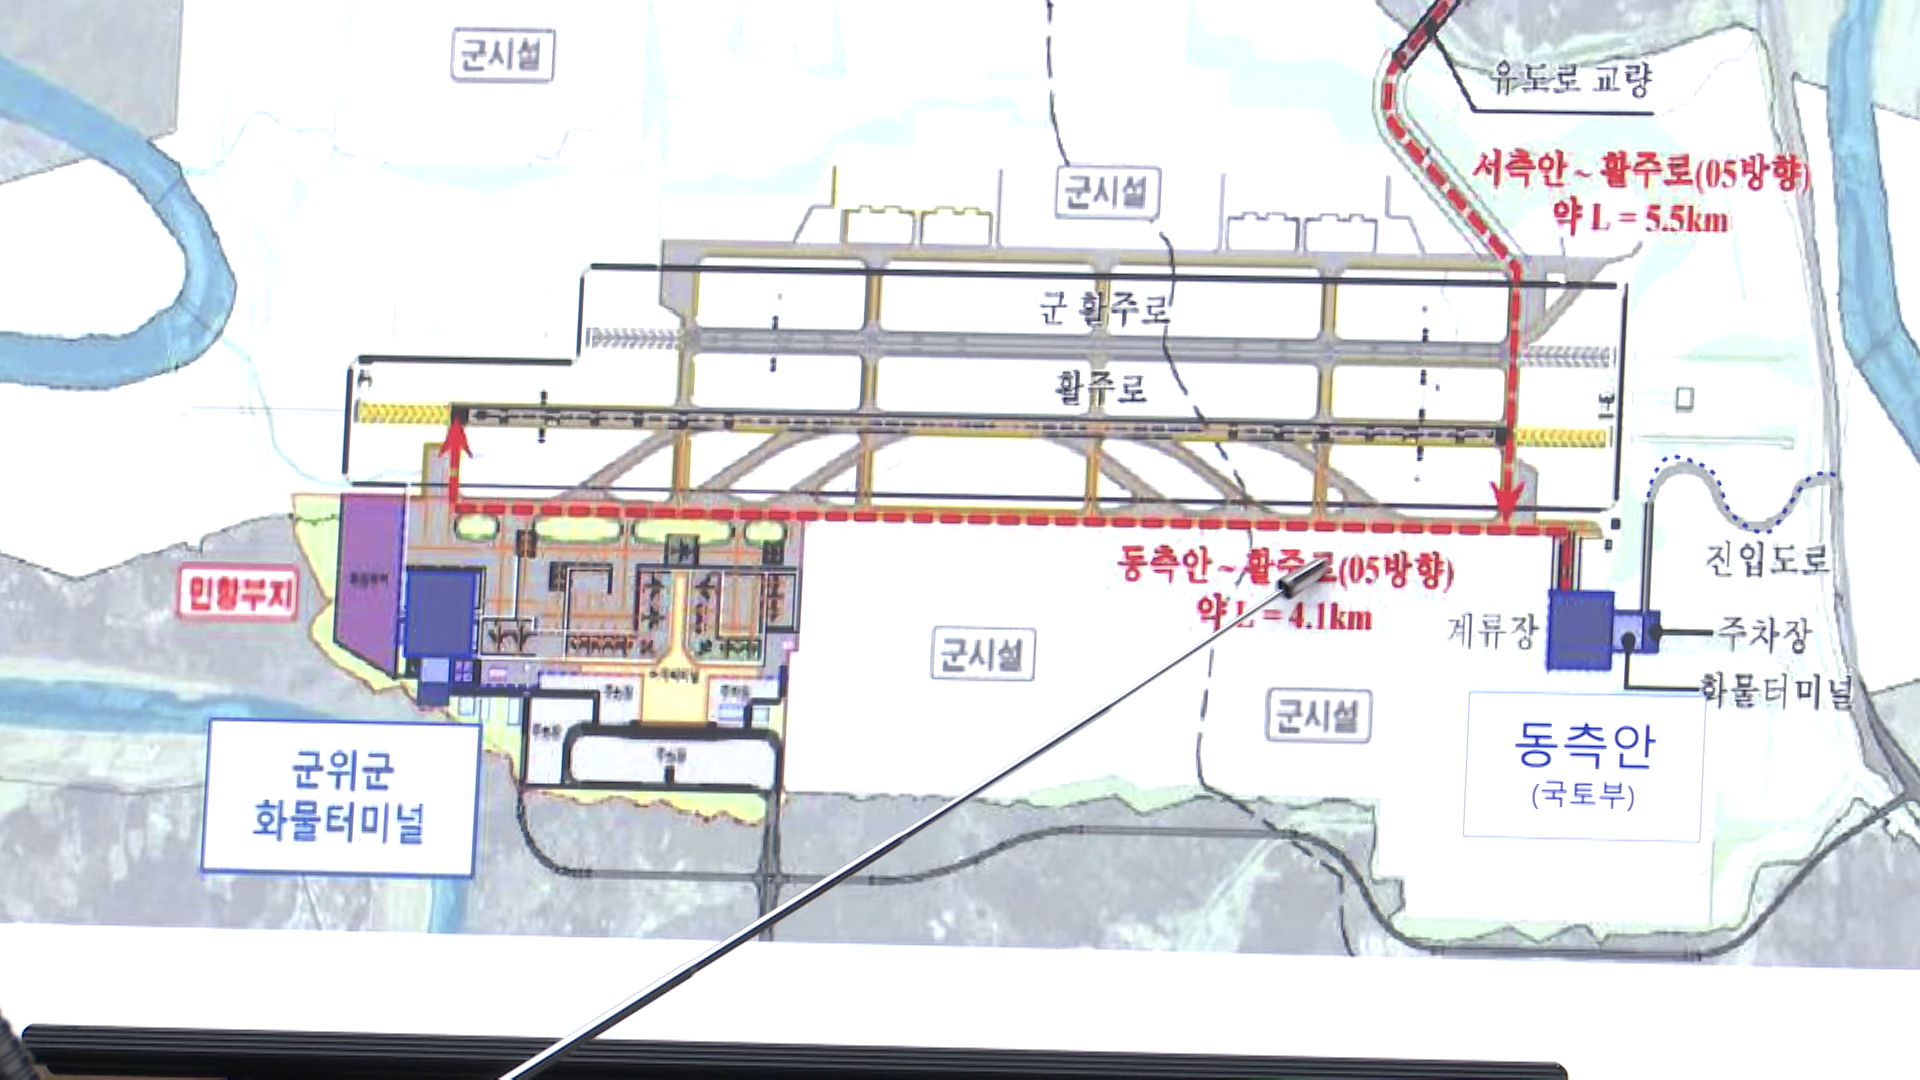 군시설
유도로 교량
서측안 ~ 활주로(05방향)
약 L = 5.5km
군시설
군 활주로
활주로
진입도로
동측안 ~ 활주로(05방향)
약 L = 4.1km
민항부지
계류장
주차장
화물터미널
군시설
군시설
주차장
동측안
(국토부)
군위군
화물터미널